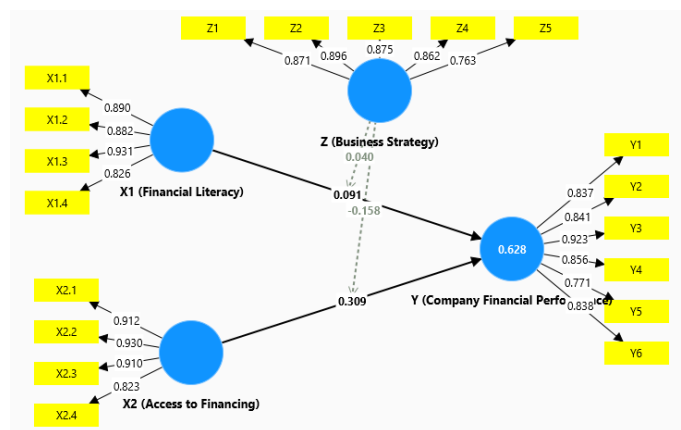 Z1
Z2
Z3
Z4
Z5
0.871
0.896
0.875
0.862
0.763
X1.1
X1.2
X1.3
X1.4
0.890
0.882
0.931
0.826
X1 (Financial Literacy)
Z (Business Strategy)
0.040
0.091
-0.158
0.309
Y1
Y2
Y3
Y4
Y5
Y6
0.837
0.841
0.923
0.856
0.771
0.838
0.628
Y (Company Financial Perfo ce)
X2.1
X2.2
X2.3
X2.4
0.912
0.930
0.910
0.823
X2 (Access to Financing)